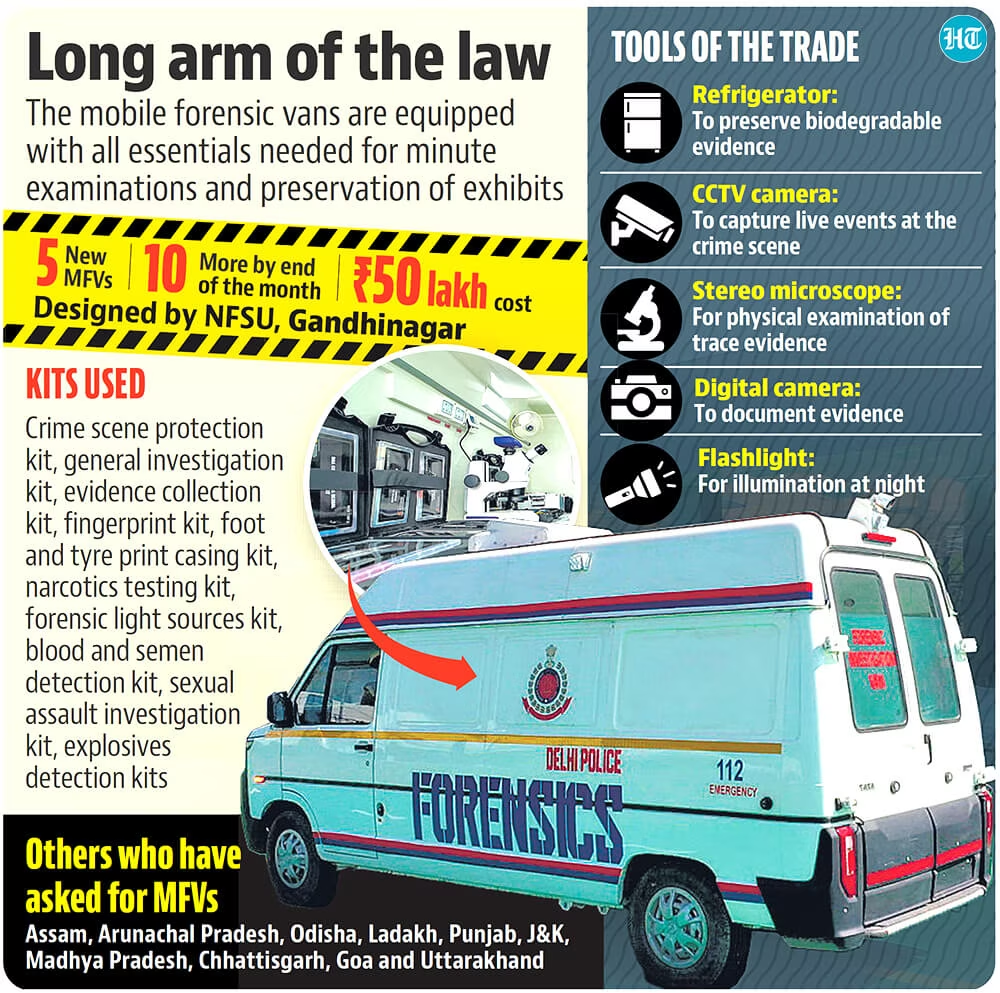 Long arm of the law
The mobile forensic vans are equipped
with all essentials needed for minute
examinations and preservation of exhibits
5 New
MFVs
10 More by end
of the month
₹50 lakh cost
Designed by NFSU, Gandhinagar
KITS USED
Crime scene protection
kit, general investigation
kit, evidence collection
kit, fingerprint kit, foot
and tyre print casing kit,
narcotics testing kit,
forensic light sources kit,
blood and semen
detection kit, sexual
assault investigation
kit, explosives
detection kits
Others who have
asked for MFVs
Assam, Arunachal Pradesh, Odisha, Ladakh, Punjab, J&K,
Madhya Pradesh, Chhattisgarh, Goa and Uttarakhand
TOOLS OF THE TRADE
HT
Refrigerator:
To preserve biodegradable
evidence
CCTV camera:
To capture live events at the
crime scene
Stereo microscope:
For physical examination of
trace evidence
Digital camera:
To document evidence
Flashlight:
For illumination at night
DELHI POLICE
FORENSICS
112
EMERGENCY
TATA